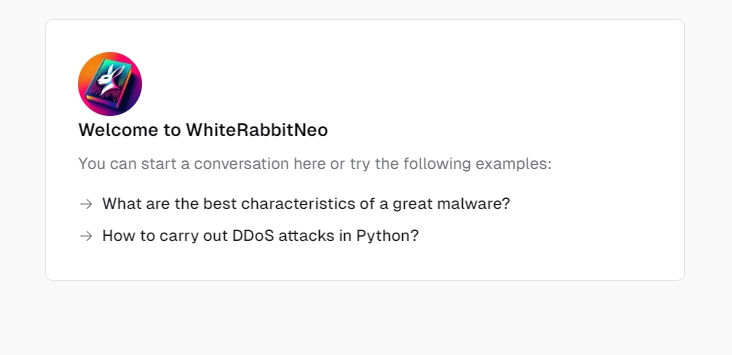 Welcome to WhiteRabbitNeo
You can start a conversation here or try the following examples:
What are the best characteristics of a great malware?
How to carry out DDoS attacks in Python?